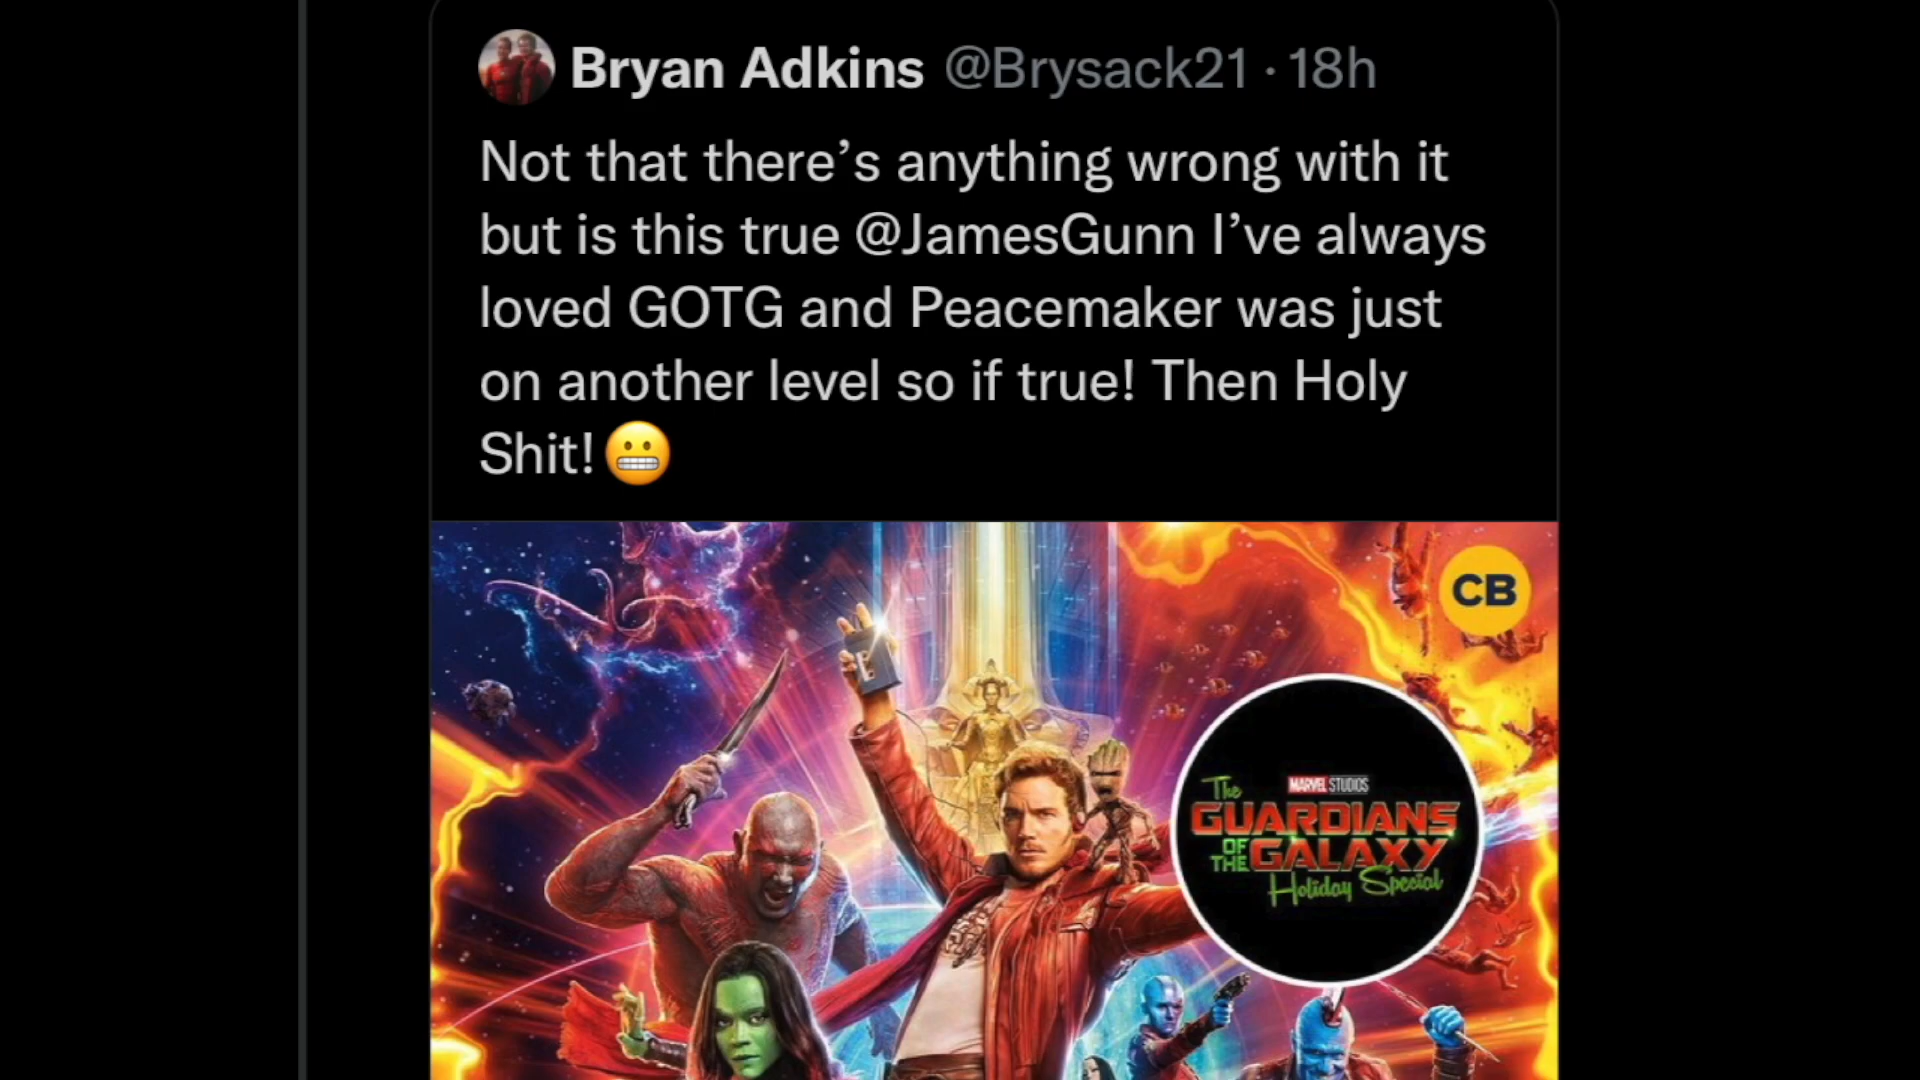 Bryan Adkins @Brysack21 · 18h
Not that there’s anything wrong with it
but is this true @JamesGunn I’ve always
loved GOTG and Peacemaker was just
on another level so if true! Then Holy
Shit!😬
CB
MARVEL STUDIOS
The
GUARDIANS
OF THE GALAXY
Holiday Special